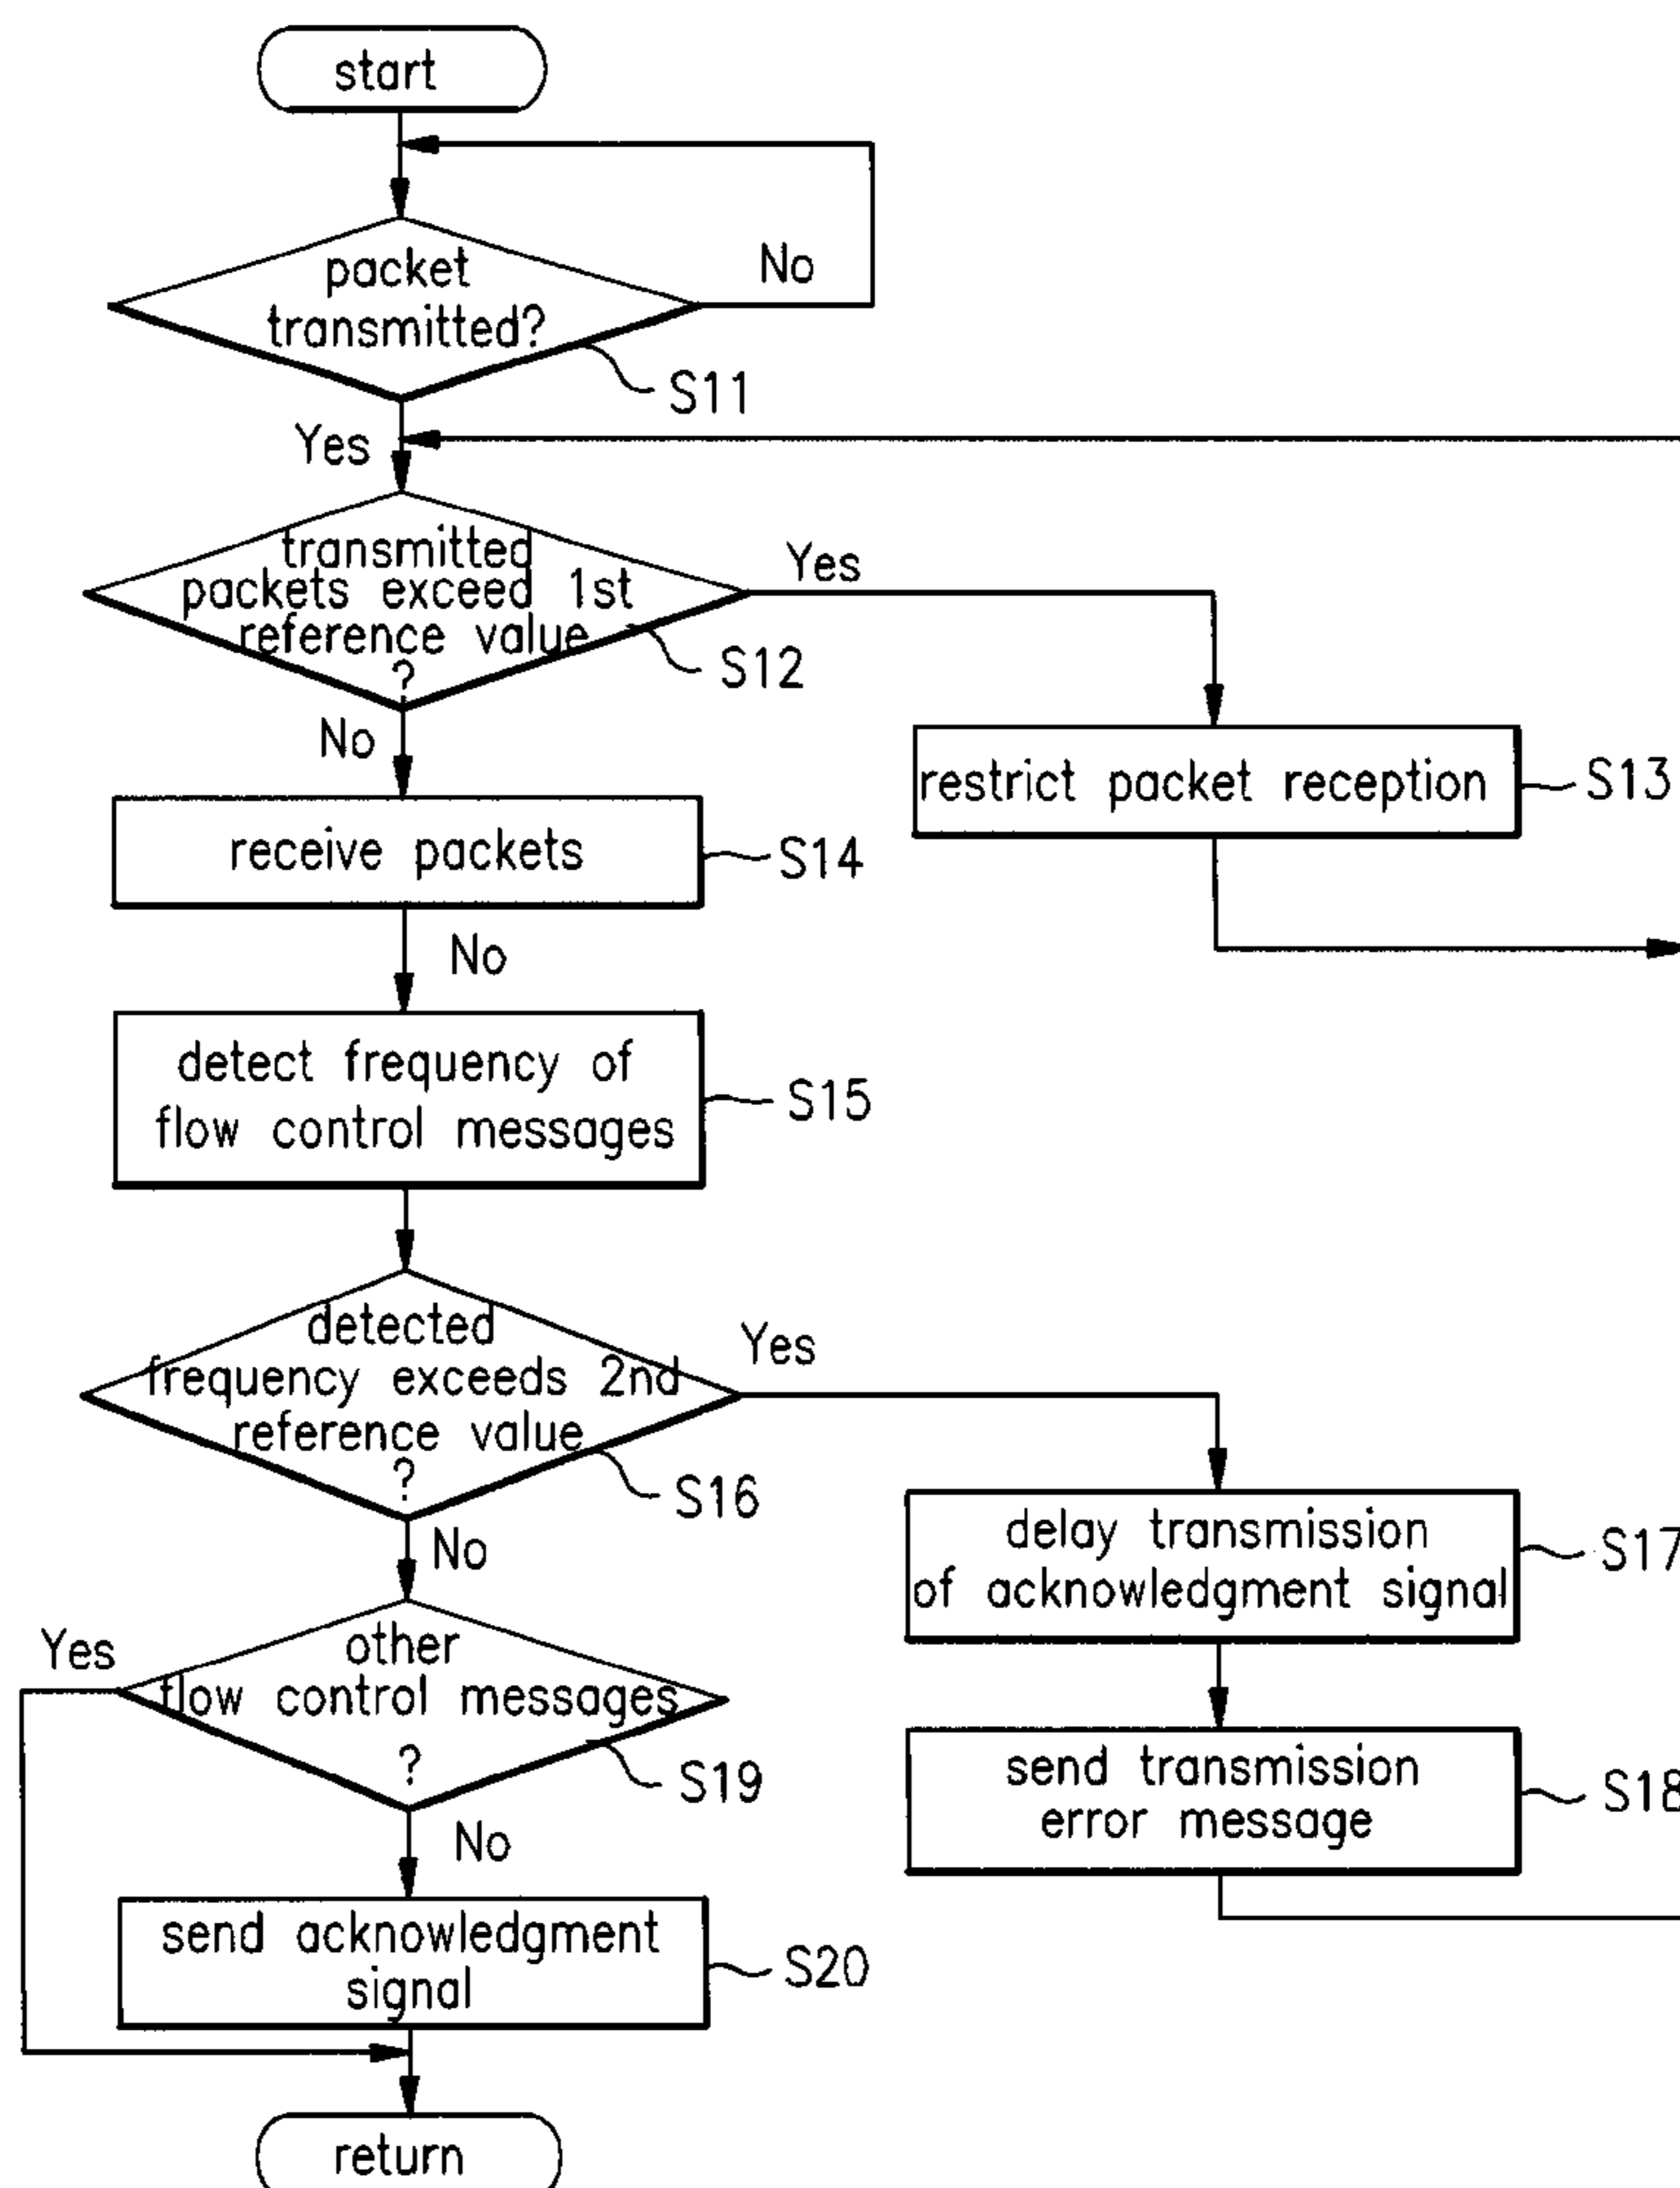 start
packet
transmitted?
No
S11
Yes
transmitted
packets exceed 1st
reference value
?
Yes
S12
No
restrict packet reception
S13
receive packets
S14
No
detect frequency of
flow control messages
S15
detected
frequency exceeds 2nd
reference value
?
Yes
S16
No
delay transmission
of acknowledgment signal
S17
Yes
other
flow control messages
?
S19
send transmission
error message
S18
No
send acknowledgment
signal
S20
return